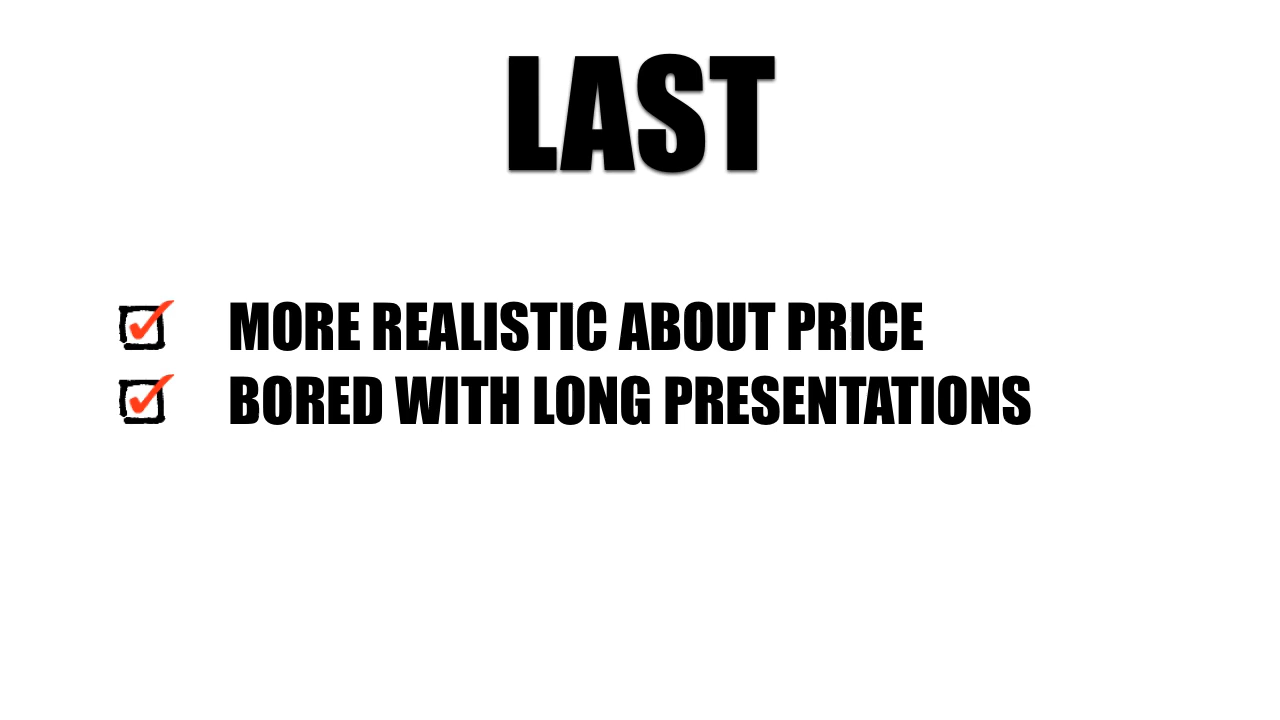 LAST
MORE REALISTIC ABOUT PRICE
BORED WITH LONG PRESENTATIONS